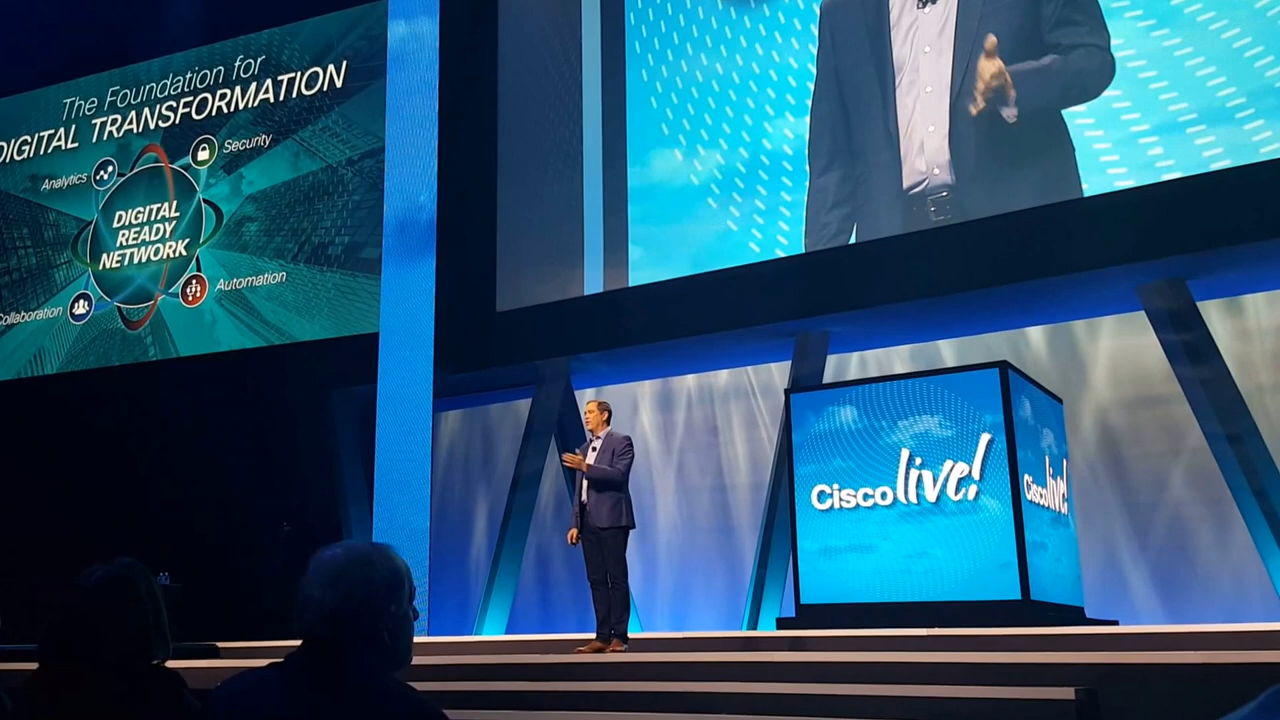 The Foundation for
DIGITAL TRANSFORMATION
Analytics
Security
DIGITAL
READY
NETWORK
Collaboration
Automation
Cisco live!
Cisco live!